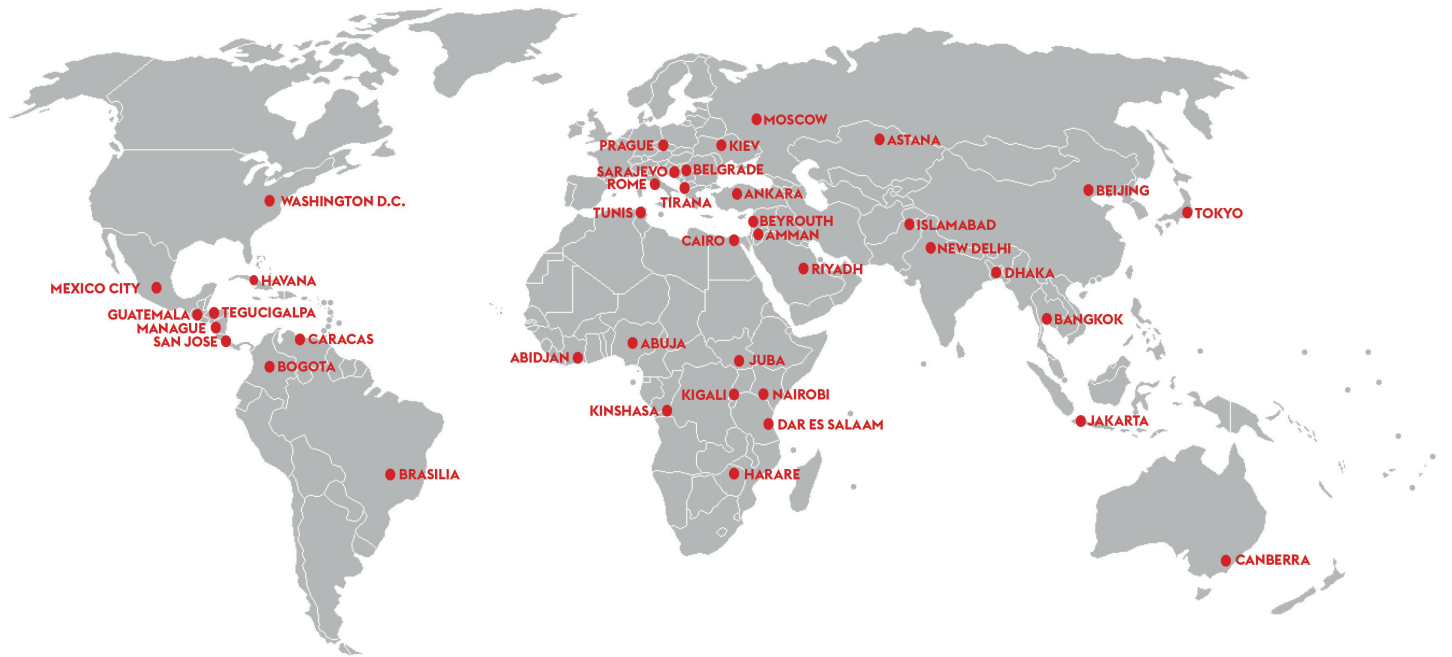 MOSCOW
ASTANA
PRAGUE
KIEV
SARAJEVO
BELGRADE
ROME
TIRANA
ANKARA
BEIJING
WASHINGTON D.C.
TUNIS
BEYROUTH
AMMAN
CAIRO
ISLAMABAD
TOKYO
NEW DELHI
RIYADH
DHAKA
HAVANA
MEXICO CITY
GUATEMALA
TEGUCIGALPA
MANAGUE
SAN JOSE
CARACAS
BOGOTA
BANGKOK
ABUJA
ABIDJAN
JUBA
KIGALI
NAIROBI
KINSHASA
DAR ES SALAAM
JAKARTA
BRASILIA
HARARE
CANBERRA